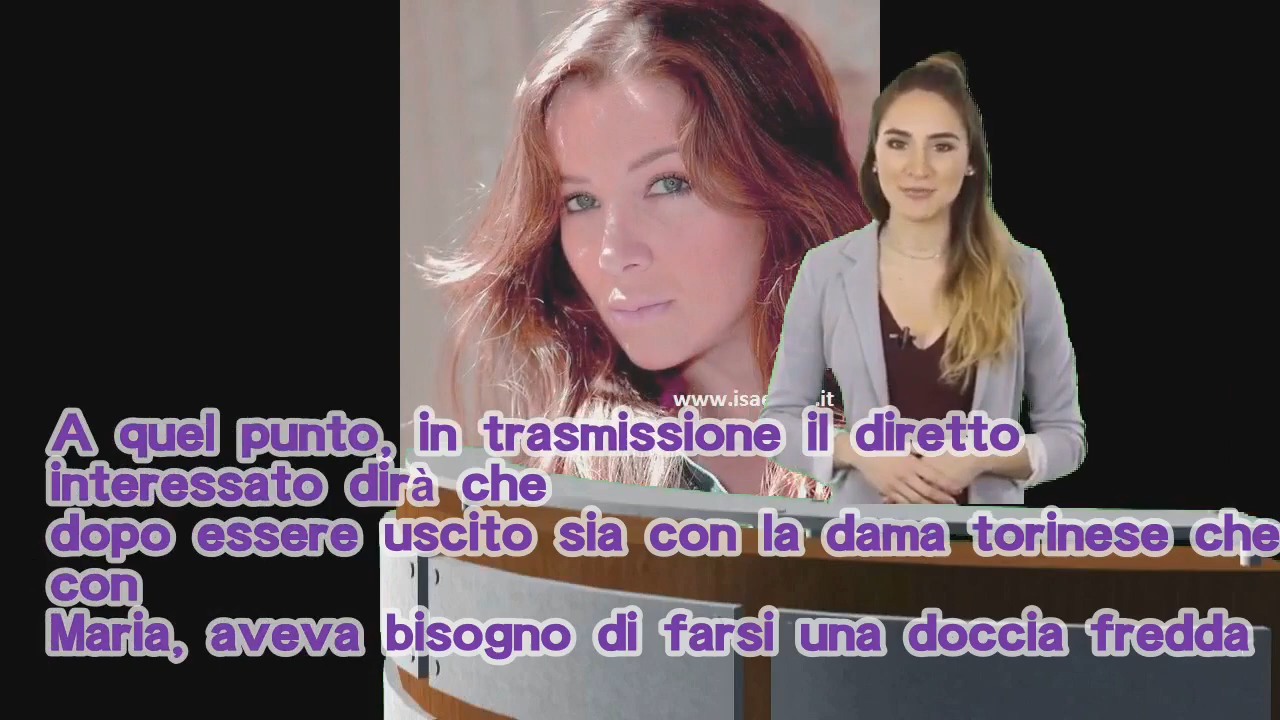 A quel punto, in trasmissione il diretto
interessato dirà che
dopo essere uscito sia con la dama torinese che
con
Maria, aveva bisogno di farsi una doccia fredda